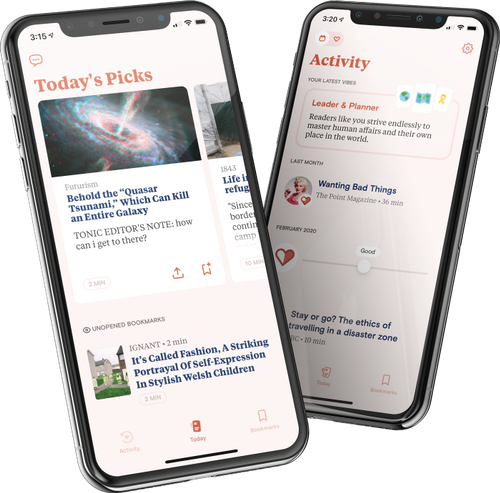 3:15
Today's Picks
Futurism
Behold the “Quasar
Tsunami,” Which Can Kill
an Entire Galaxy
TONIC EDITOR'S NOTE: how
can i get to there?
2 MIN
1843
Life i
refug
"Since
border
contin
camp
10 MIN
UNOPENED BOOKMARKS
IGNANT • 2 min
It's Called Fashion, A Striking
Portrayal Of Self-Expression
In Stylish Welsh Children
2 MIN
Activity
Today
Bookmarks
3:20
Activity
YOUR LATEST VIBES
Leader & Planner
Readers like you strive endlessly to
master human affairs and their own
place in the world.
LAST MONTH
Wanting Bad Things
The Point Magazine • 36 min
FEBRUARY 2020
Good
Stay or go? The ethics of
travelling in a disaster zone
BC • 10 min
Today
Bookmarks